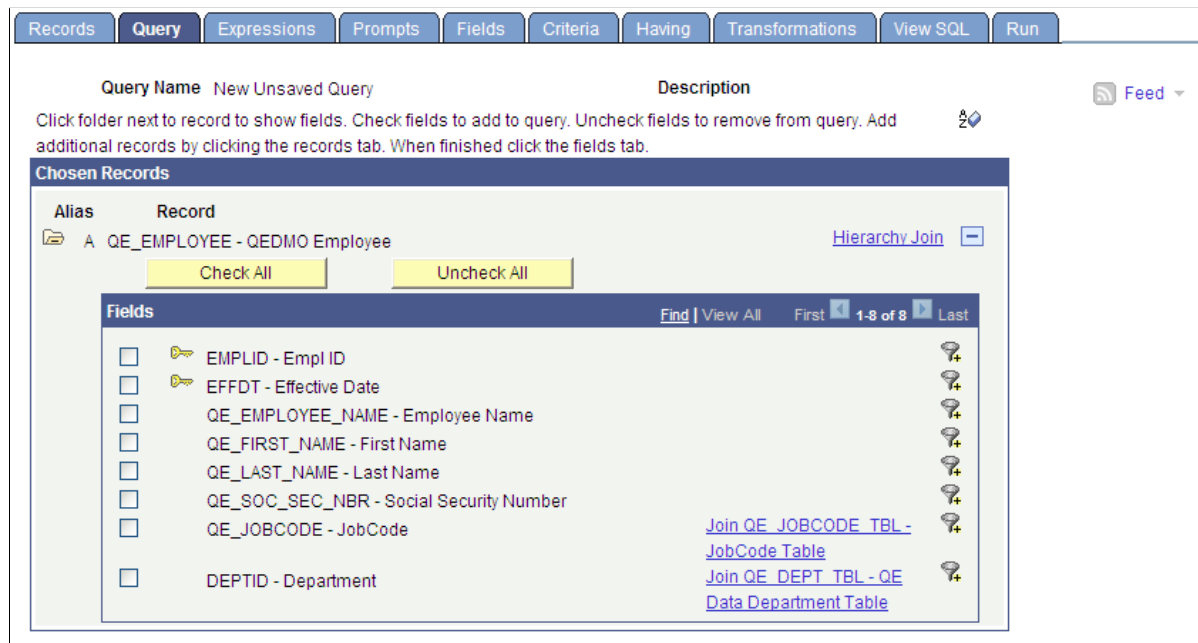 Records Query Expressions Prompts Fields Criteria Having Transformations View SQL Run
Query Name New Unsaved Query Description Feed
Click folder next to record to show fields. Check fields to add to query. Uncheck fields to remove from query. Add
additional records by clicking the records tab. When finished click the fields tab.
Chosen Records
Alias Record
A QE_EMPLOYEE - QEDMO Employee Hierarchy Join
Check All Uncheck All
Fields Find | View All First 1-8 of 8 Last
EMPLID - Empl ID
EFFDT - Effective Date
QE_EMPLOYEE_NAME - Employee Name
QE_FIRST_NAME - First Name
QE_LAST_NAME - Last Name
QE_SOC_SEC_NBR - Social Security Number
QE_JOBCODE - JobCode Join QE_JOBCODE_TBL -
JobCode Table
DEPTID - Department Join QE_DEPT_TBL - QE
Data Department Table